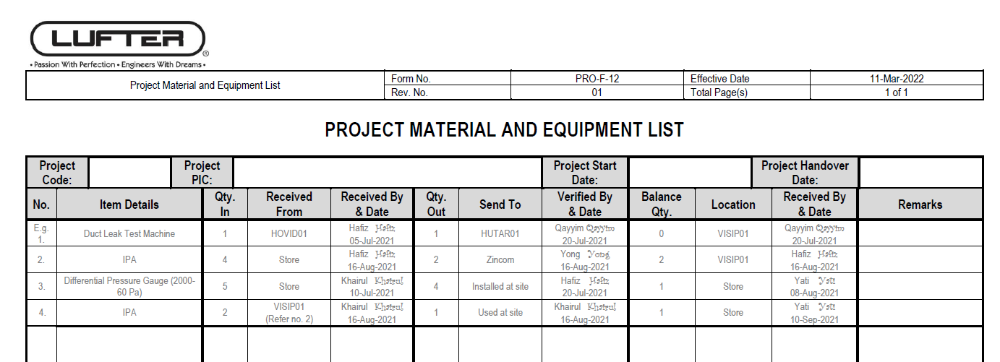 LUFTER®
• Passion With Perfection • Engineers With Dreams •
Project Material and Equipment List
Form No. PRO-F-12 Effective Date 11-Mar-2022
Rev. No. 01 Total Page(s) 1 of 1
PROJECT MATERIAL AND EQUIPMENT LIST
Project Code: Project PIC: Project Start Date: Project Handover Date:
No. Item Details Qty. In Received From Received By & Date Qty. Out Send To Verified By & Date Balance Qty. Location Received By & Date Remarks
E.g. 1. Duct Leak Test Machine 1 HOVID01 Hafiz Hafiz 05-Jul-2021 1 HUTAR01 Qayyim Qayyim 20-Jul-2021 0 VISIP01 Qayyim Qayyim 20-Jul-2021
2. IPA 4 Store Hafiz Hafiz 16-Aug-2021 2 Zincom Yong Yong 16-Aug-2021 2 VISIP01 Hafiz Hafiz 16-Aug-2021
3. Differential Pressure Gauge (2000-60 Pa) 5 Store Khairul Khairul 10-Jul-2021 4 Installed at site Hafiz Hafiz 20-Jul-2021 1 Store Yati Yati 08-Aug-2021
4. IPA 2 VISIP01 (Refer no. 2) Khairul Khairul 16-Aug-2021 1 Used at site Khairul Khairul 16-Aug-2021 1 Store Yati Yati 10-Sep-2021